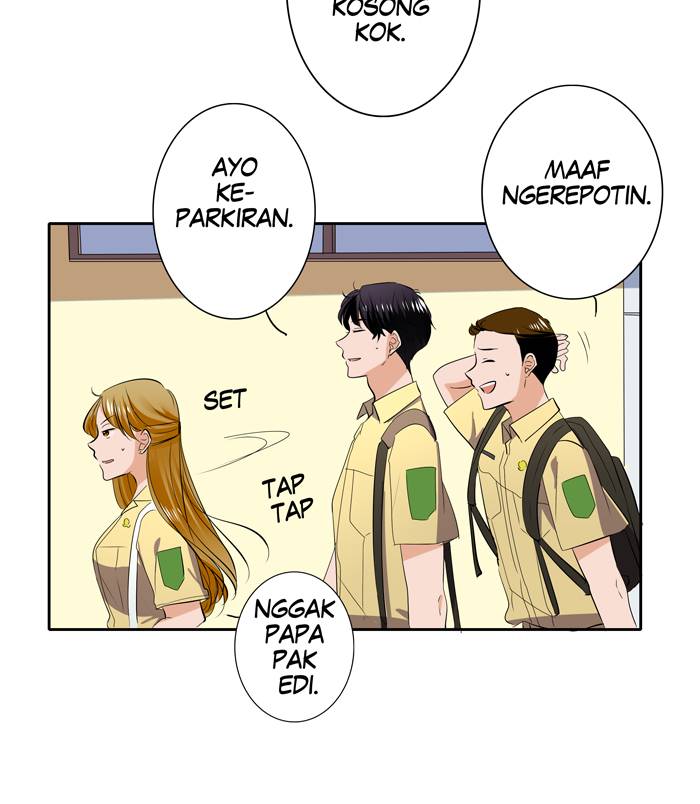 KOSONG
KOK.
AYO
KE-
PARKIRAN.
MAAF
NGEREPOTIN.
SET
TAP
TAP
NGGAK
PAPA
PAK
EDI.